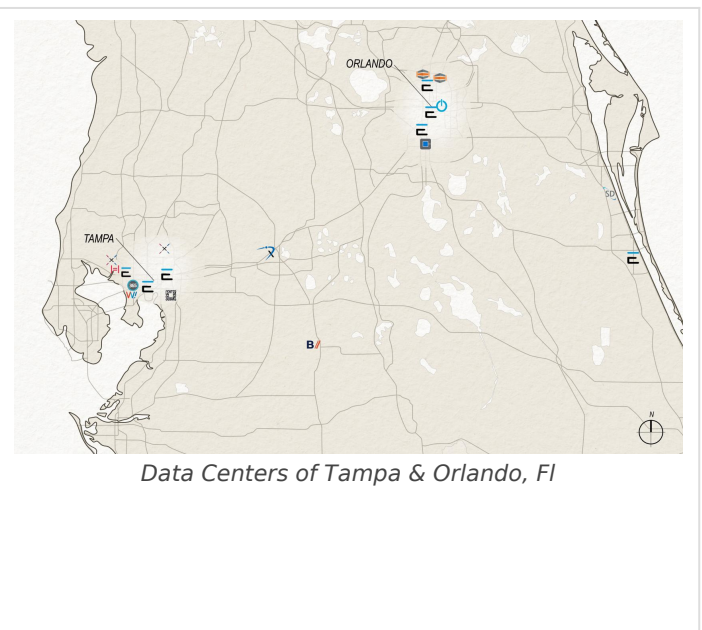 ORLANDO
SD
TAMPA
B//
N
Data Centers of Tampa & Orlando, Fl